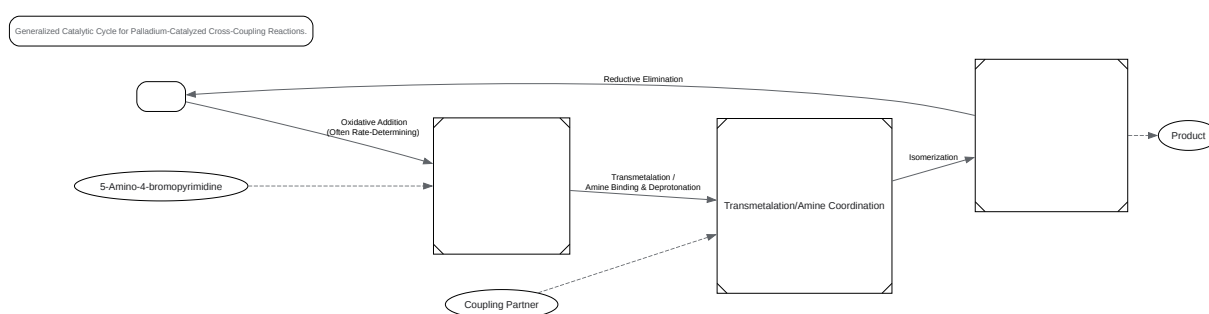 Generalized Catalytic Cycle for Palladium-Catalyzed Cross-Coupling Reactions.
Reductive Elimination
Oxidative Addition
(Often Rate-Determining)
5-Amino-4-bromopyrimidine
Transmetalation /
Amine Binding & Deprotonation
Transmetalation/Amine Coordination
Isomerization
Product
Coupling Partner